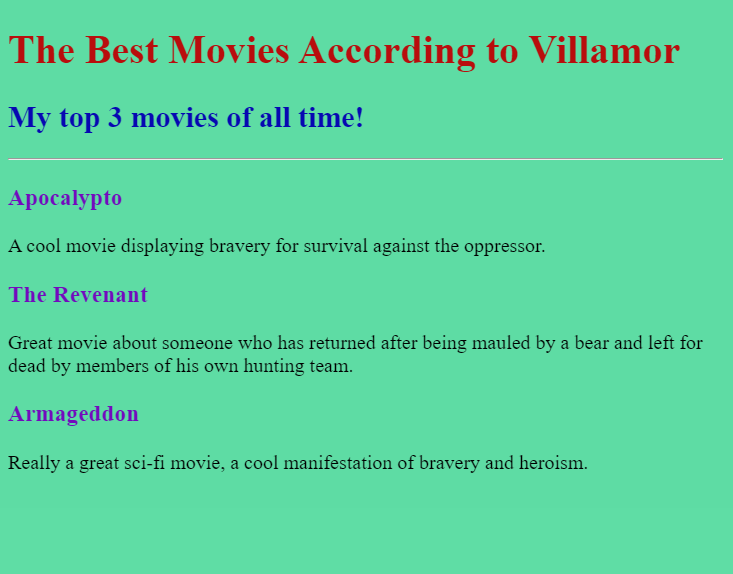 The Best Movies According to Villamor
My top 3 movies of all time!
Apocalypto
A cool movie displaying bravery for survival against the oppressor.
The Revenant
Great movie about someone who has returned after being mauled by a bear and left for
dead by members of his own hunting team.
Armageddon
Really a great sci-fi movie, a cool manifestation of bravery and heroism.